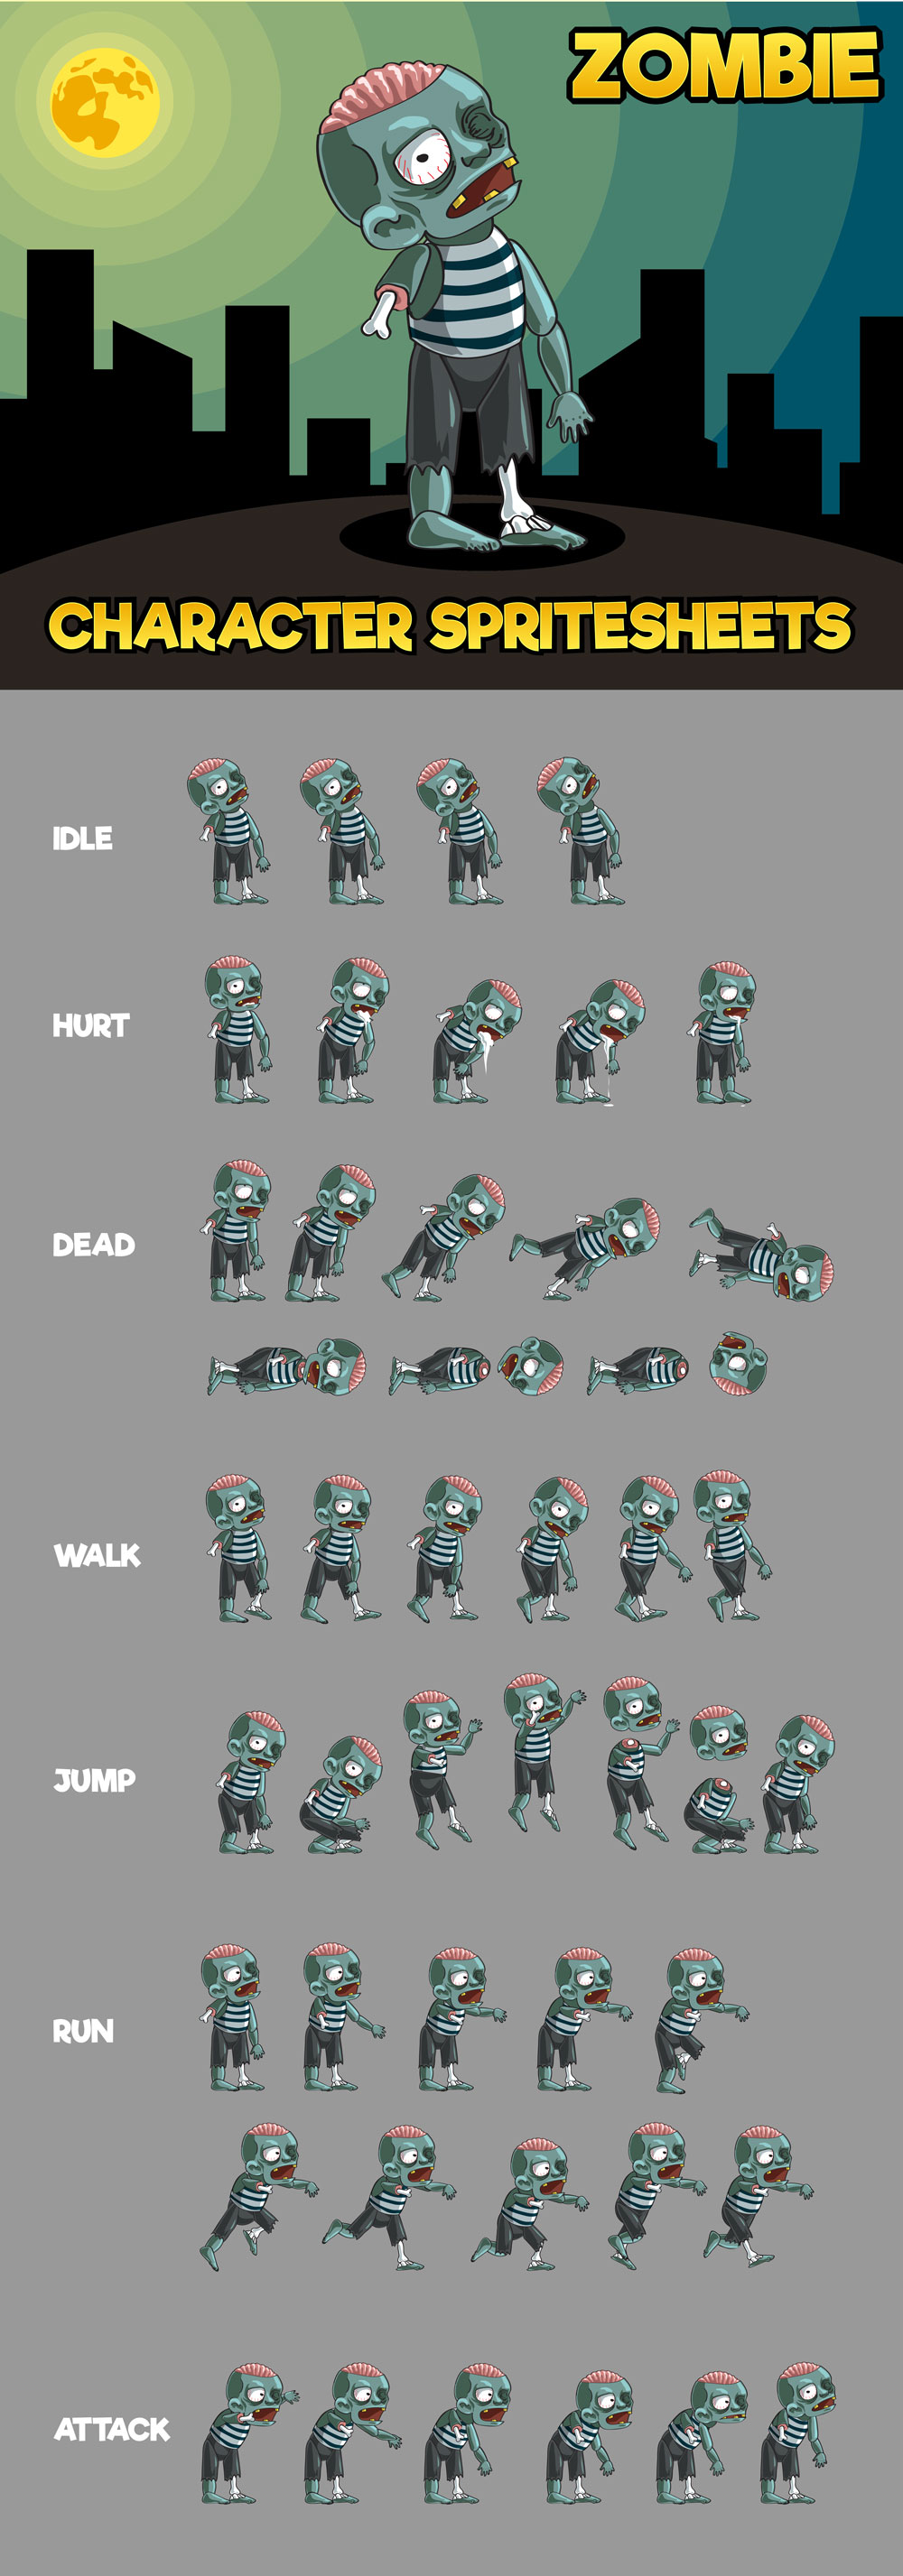 ZOMBIE
CHARACTER SPRITESHEETS
IDLE
HURT
DEAD
WALK
JUMP
RUN
ATTACK